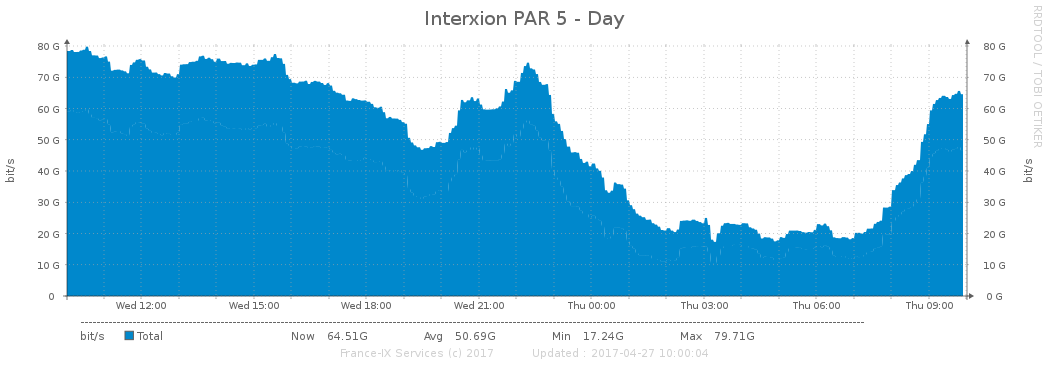 Interxion PAR 5 - Day
RRDTOOL / TOBI OETIKER
bit/s
80 G 80 G
70 G 70 G
60 G 60 G
50 G 50 G
40 G 40 G
30 G 30 G
20 G 20 G
10 G 10 G
0 0 G
bit/s
Wed 12:00 Wed 15:00 Wed 18:00 Wed 21:00 Thu 00:00 Thu 03:00 Thu 06:00 Thu 09:00
bit/s Total Now 64.51G Avg 50.69G Min 17.24G Max 79.71G
France-IX Services (c) 2017 Updated : 2017-04-27 10:00:04